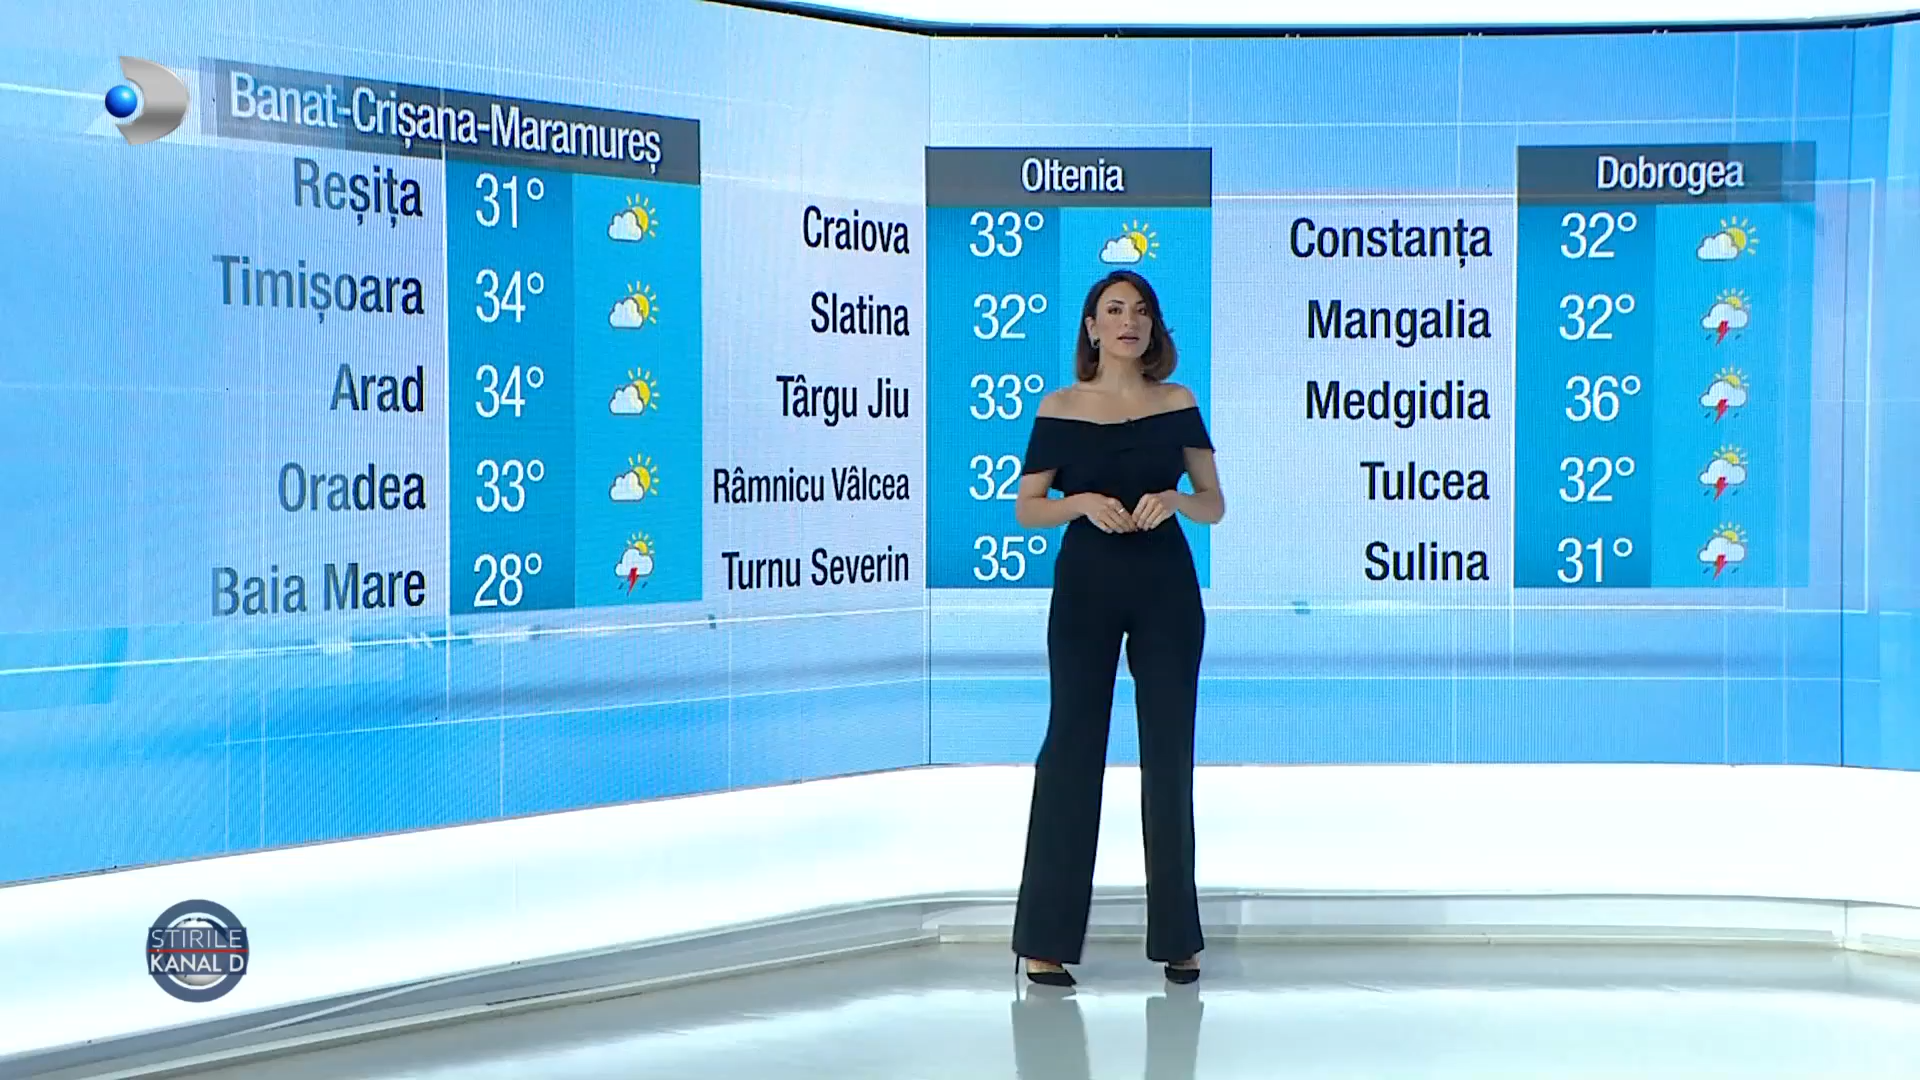 Banat-Crișana-Maramureș
Reșița 31°
Timișoara 34°
Arad 34°
Oradea 33°
Baia Mare 28°
Oltenia
Craiova 33°
Slatina 32°
Târgu Jiu 33°
Râmnicu Vâlcea 32
Turnu Severin 35°
Dobrogea
Constanța 32°
Mangalia 32°
Medgidia 36°
Tulcea 32°
Sulina 31°
ȘTIRILE
KANAL D